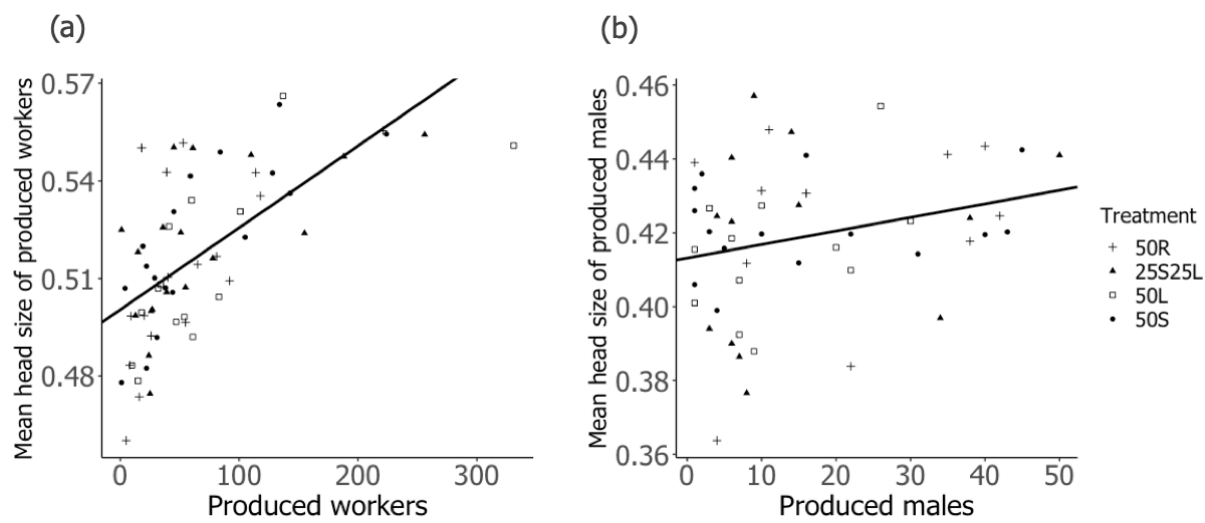 (a)
(b)
Mean head size of produced workers
0.57
0.54
0.51
0.48
0
100
200
300
Produced workers
Mean head size of produced males
0.46
0.44
0.42
0.40
0.38
0.36
0
10
20
30
40
50
Produced males
Treatment
50R
25S25L
50L
50S